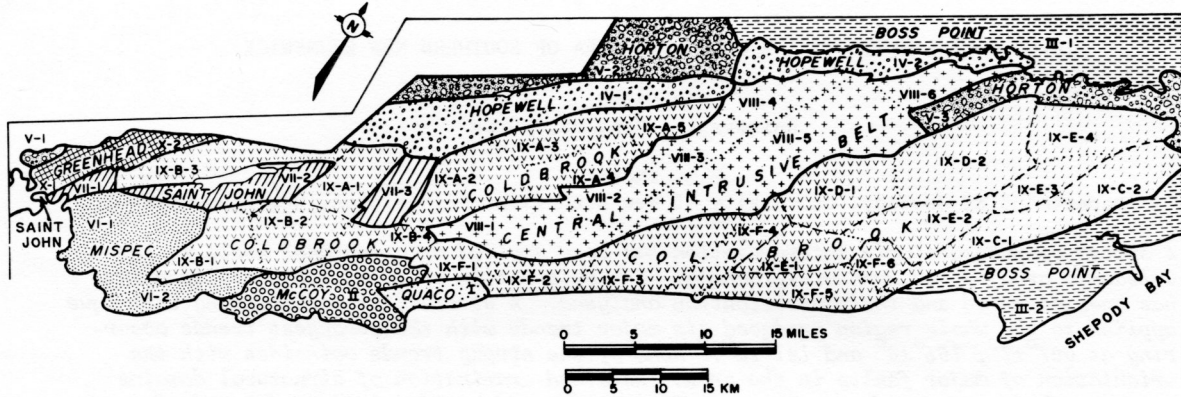 N
BOSS POINT
III-1
HORTON
V-2
HOPEWELL
IV-2
HOPEWELL
IV-1
VIII-4
VIII-6
HORTON
V-3
V-1
GREENHEAD
X-2
X-1
VII-1
IX-B-3
SAINT JOHN
VII-2
IX-A-1
VII-3
IX-A-2
IX-A-3
COLDBROOK
IX-A-4
IX-A-5
VIII-5
VIII-3
VIII-2
VIII-1
CENTRAL INTRUSIVE BELT
IX-E-4
IX-D-2
IX-D-1
IX-E-3
IX-C-2
IX-E-2
IX-C-1
SAINT JOHN
VI-1
MISPEC
VI-2
IX-B-2
COLDBROOK
IX-B-4
IX-B-1
McCOY II
QUACO I
IX-F-1
IX-F-2
IX-F-3
COLDBROOK
IX-F-4
IX-E-1
IX-F-6
IX-F-5
BOSS POINT
III-2
SHEPODY BAY
0 5 10 15 MILES
0 5 10 15 KM